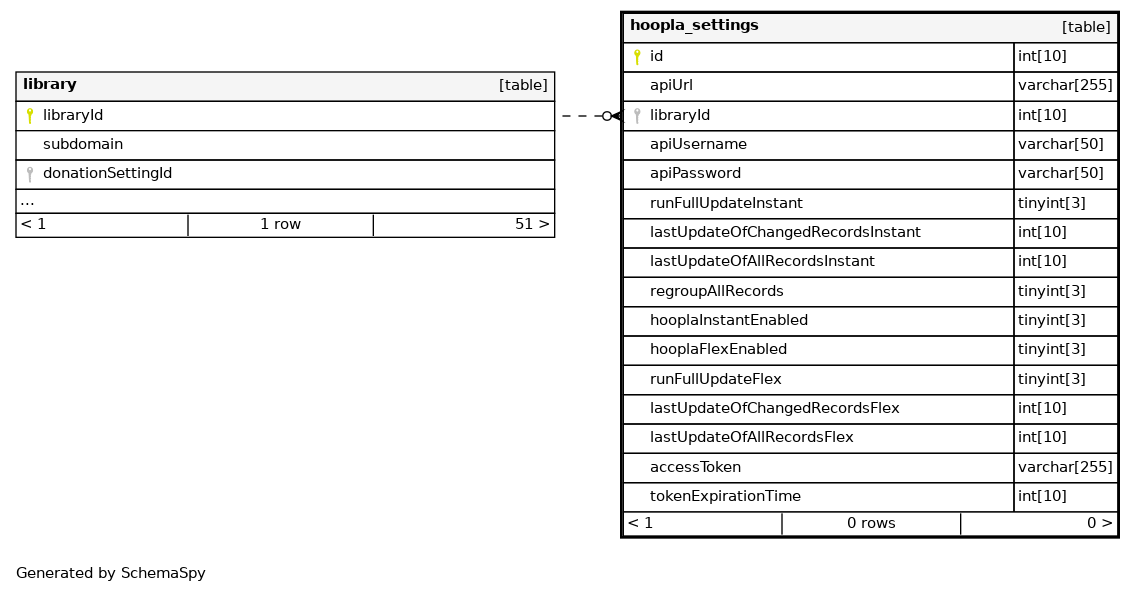 library [table]
libraryId
subdomain
donationSettingId
...
< 1 1 row 51 >
hoopla_settings [table]
id int[10]
apiUrl varchar[255]
libraryId int[10]
apiUsername varchar[50]
apiPassword varchar[50]
runFullUpdateInstant tinyint[3]
lastUpdateOfChangedRecordsInstant int[10]
lastUpdateOfAllRecordsInstant int[10]
regroupAllRecords tinyint[3]
hooplaInstantEnabled tinyint[3]
hooplaFlexEnabled tinyint[3]
runFullUpdateFlex tinyint[3]
lastUpdateOfChangedRecordsFlex int[10]
lastUpdateOfAllRecordsFlex int[10]
accessToken varchar[255]
tokenExpirationTime int[10]
< 1 0 rows 0 >
Generated by SchemaSpy